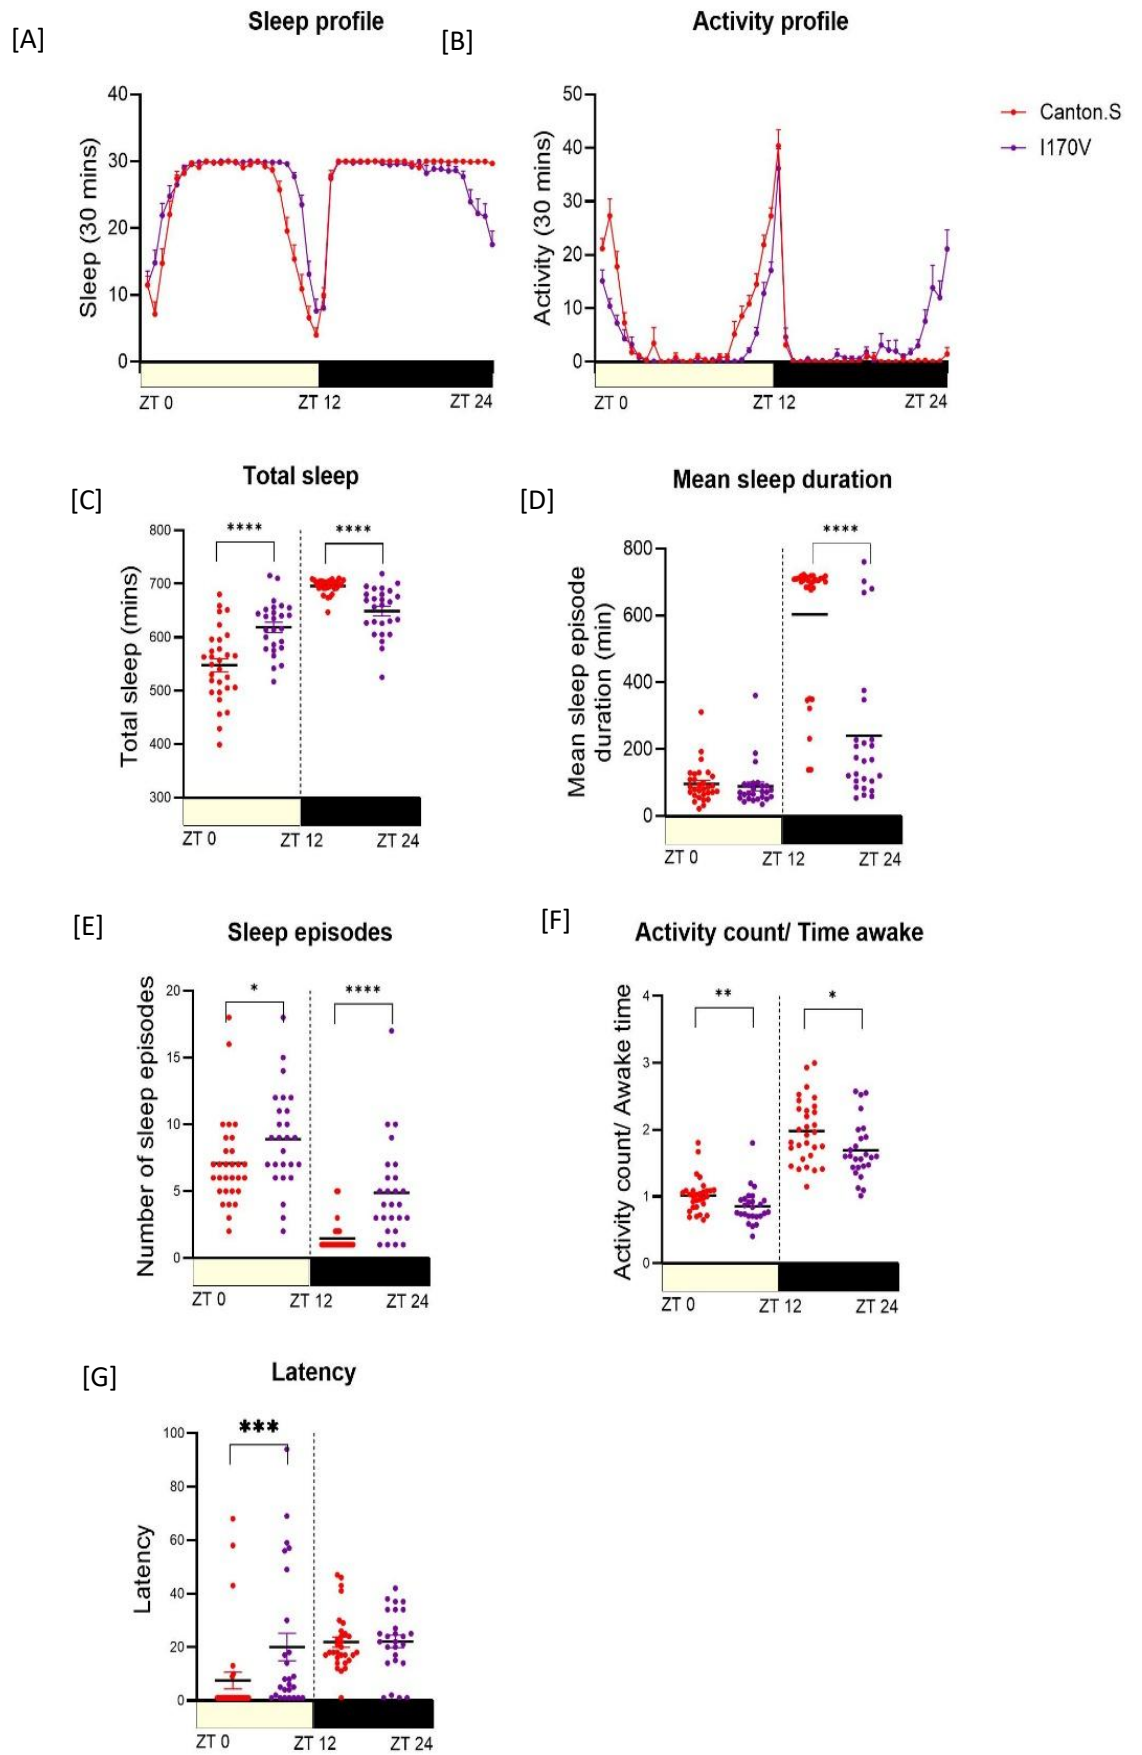 Sleep profile
Activity profile
[A]
[B]
Sleep (30 mins)
40
30
20
10
0
ZT 0
ZT 12
ZT 24
Activity (30 mins)
50
40
30
20
10
0
ZT 0
ZT 12
ZT 24
Canton.S
I170V
Total sleep
[C]
****
****
Total sleep (mins)
800
700
600
500
400
300
ZT 0
ZT 12
ZT 24
Mean sleep duration
[D]
****
Mean sleep episode
duration (min)
800
600
400
200
0
ZT 0
ZT 12
ZT 24
[E]
Sleep episodes
*
****
Number of sleep episodes
20
15
10
5
0
ZT 0
ZT 12
ZT 24
[F]
Activity count/ Time awake
**
*
Activity count/ Awake time
4
3
2
1
0
ZT 0
ZT 12
ZT 24
[G]
Latency
***
Latency
100
80
60
40
20
0
ZT 0
ZT 12
ZT 24